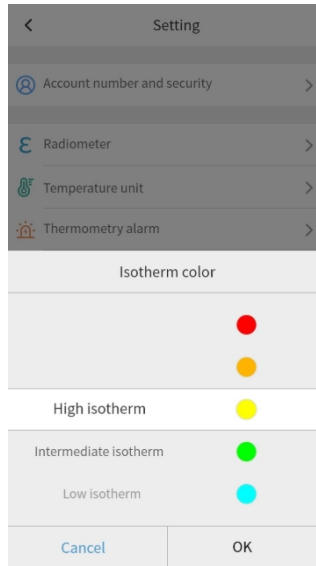 Setting
Account number and security
ε Radiometer
Temperature unit
Thermometry alarm
Isotherm color
High isotherm
Intermediate isotherm
Low isotherm
Cancel OK